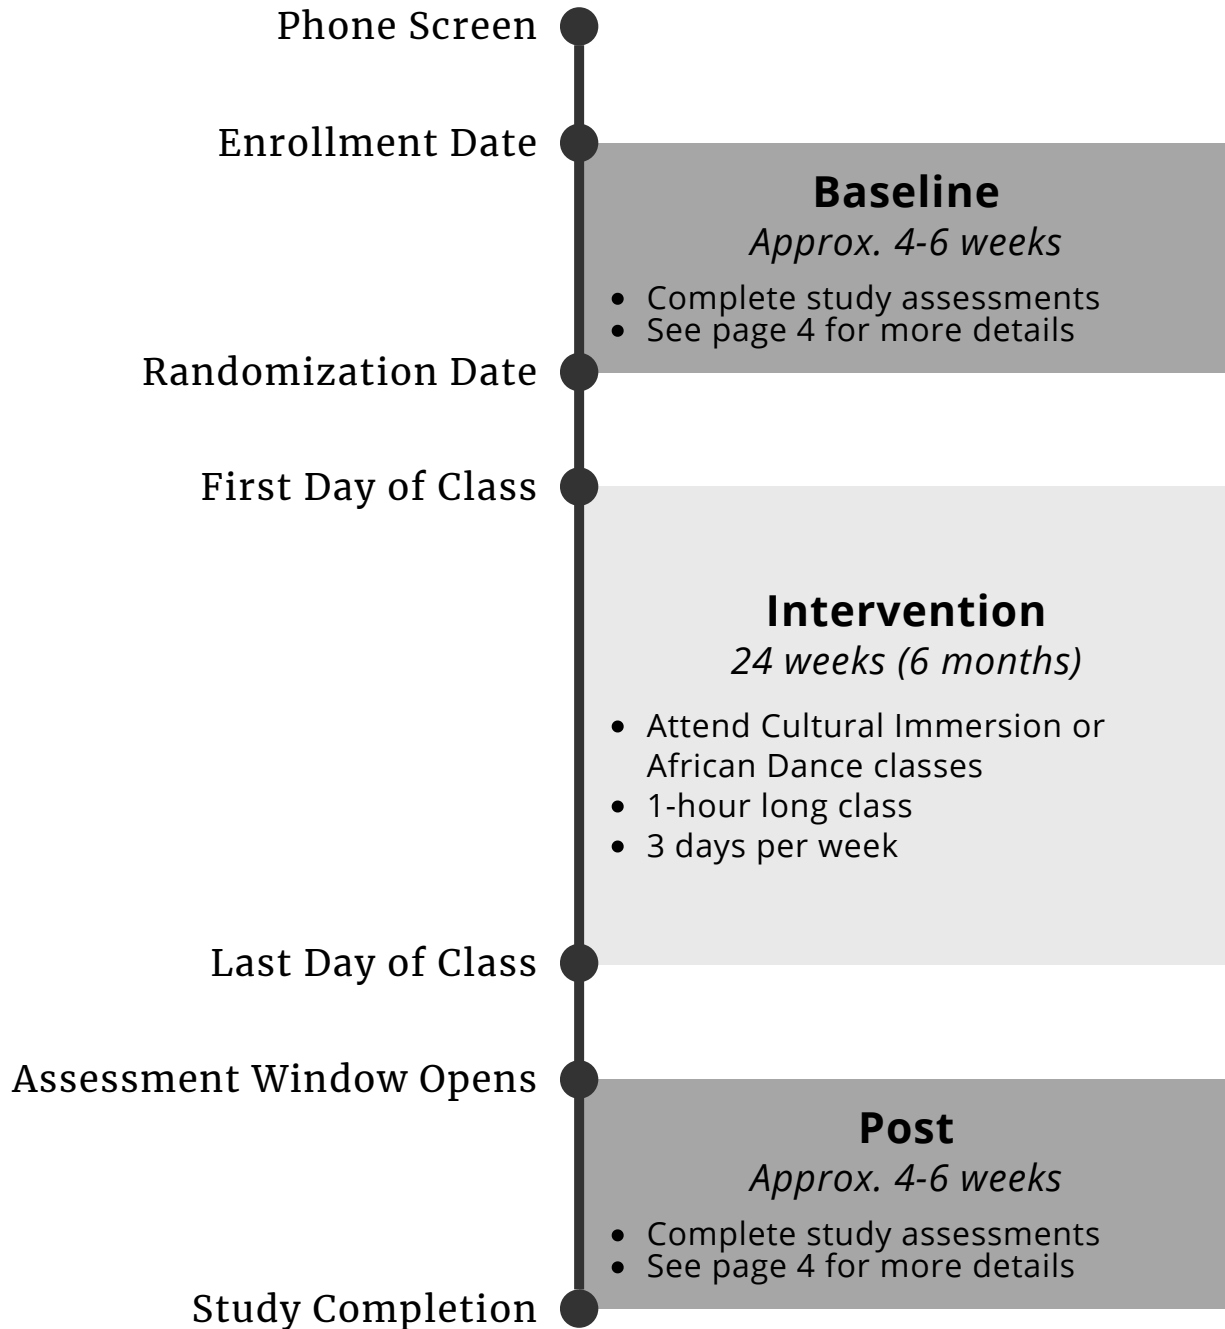 Phone Screen
Enrollment Date
Baseline
Approx. 4-6 weeks
• Complete study assessments
• See page 4 for more details
Randomization Date
First Day of Class
Intervention
24 weeks (6 months)
• Attend Cultural Immersion or
African Dance classes
• 1-hour long class
• 3 days per week
Last Day of Class
Assessment Window Opens
Post
Approx. 4-6 weeks
• Complete study assessments
• See page 4 for more details
Study Completion